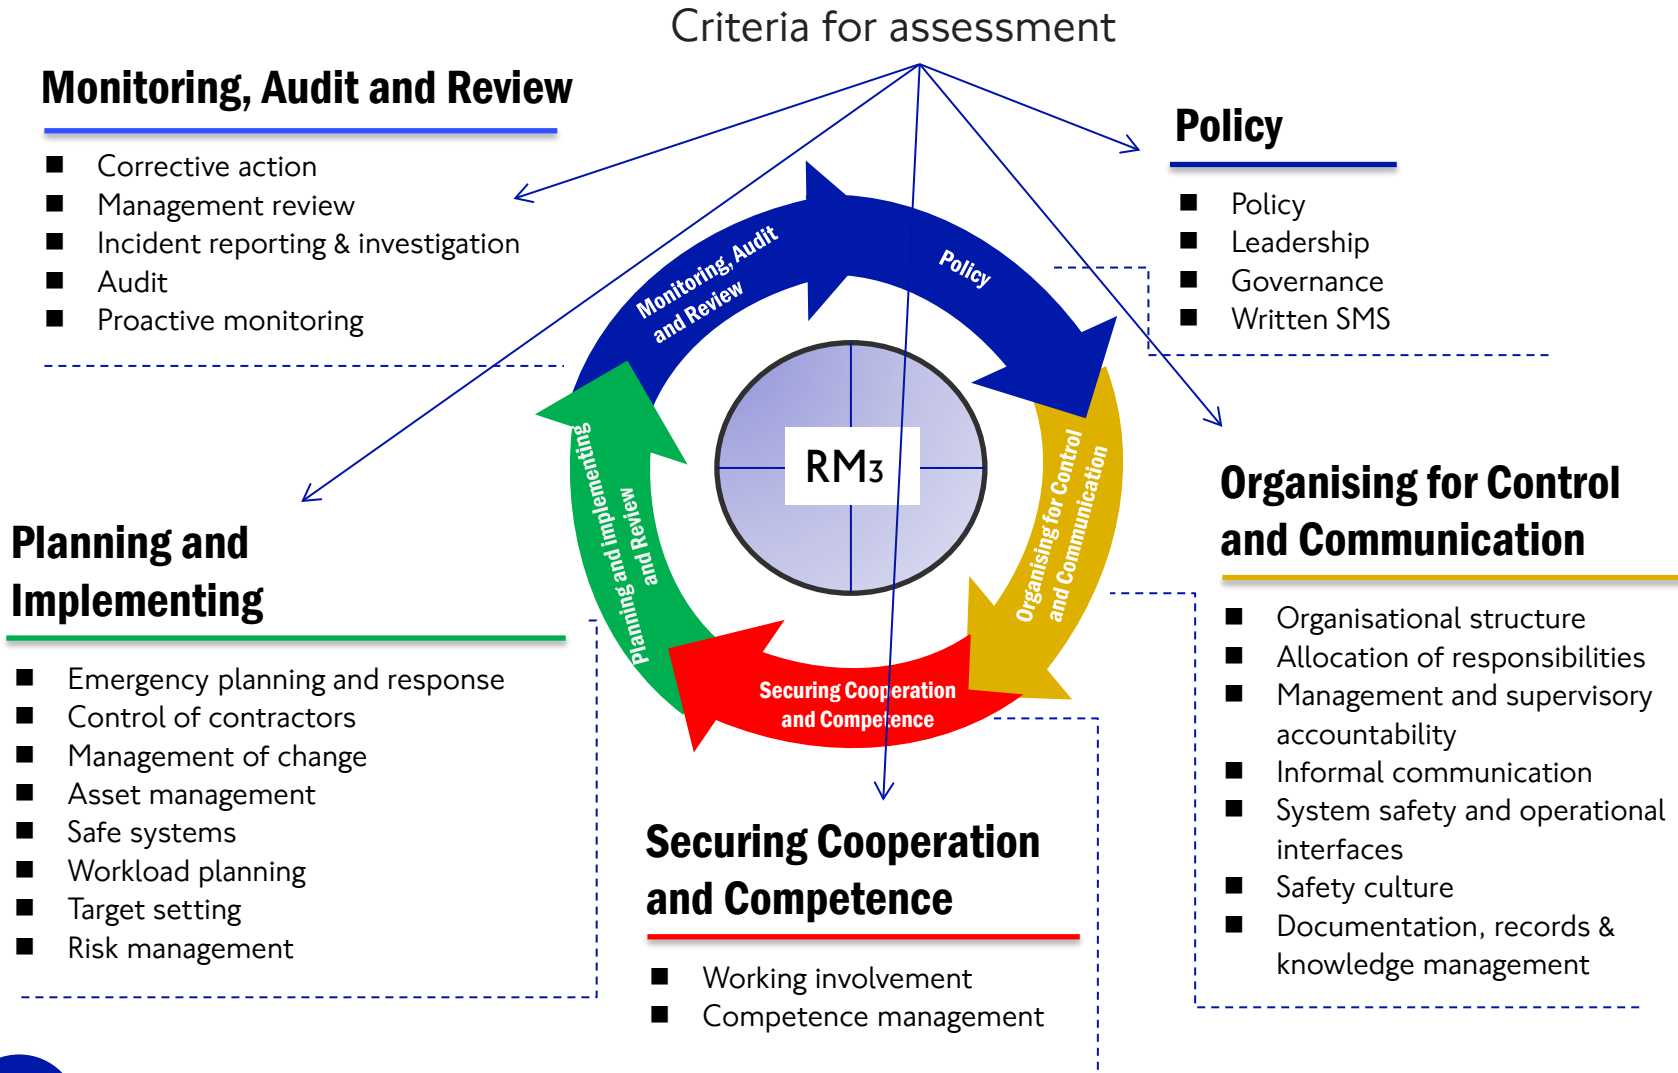 Criteria for assessment
Monitoring, Audit and Review
■ Corrective action
■ Management review
■ Incident reporting & investigation
■ Audit
■ Proactive monitoring
Policy
■ Policy
■ Leadership
■ Governance
■ Written SMS
Monitoring, Audit
and Review
Policy
Organising for Control
and Communication
Securing Cooperation
and Competence
Planning and implementing
and Review
RM3
Planning and
Implementing
■ Emergency planning and response
■ Control of contractors
■ Management of change
■ Asset management
■ Safe systems
■ Workload planning
■ Target setting
■ Risk management
Securing Cooperation
and Competence
■ Working involvement
■ Competence management
Organising for Control
and Communication
■ Organisational structure
■ Allocation of responsibilities
■ Management and supervisory
accountability
■ Informal communication
■ System safety and operational
interfaces
■ Safety culture
■ Documentation, records &
knowledge management